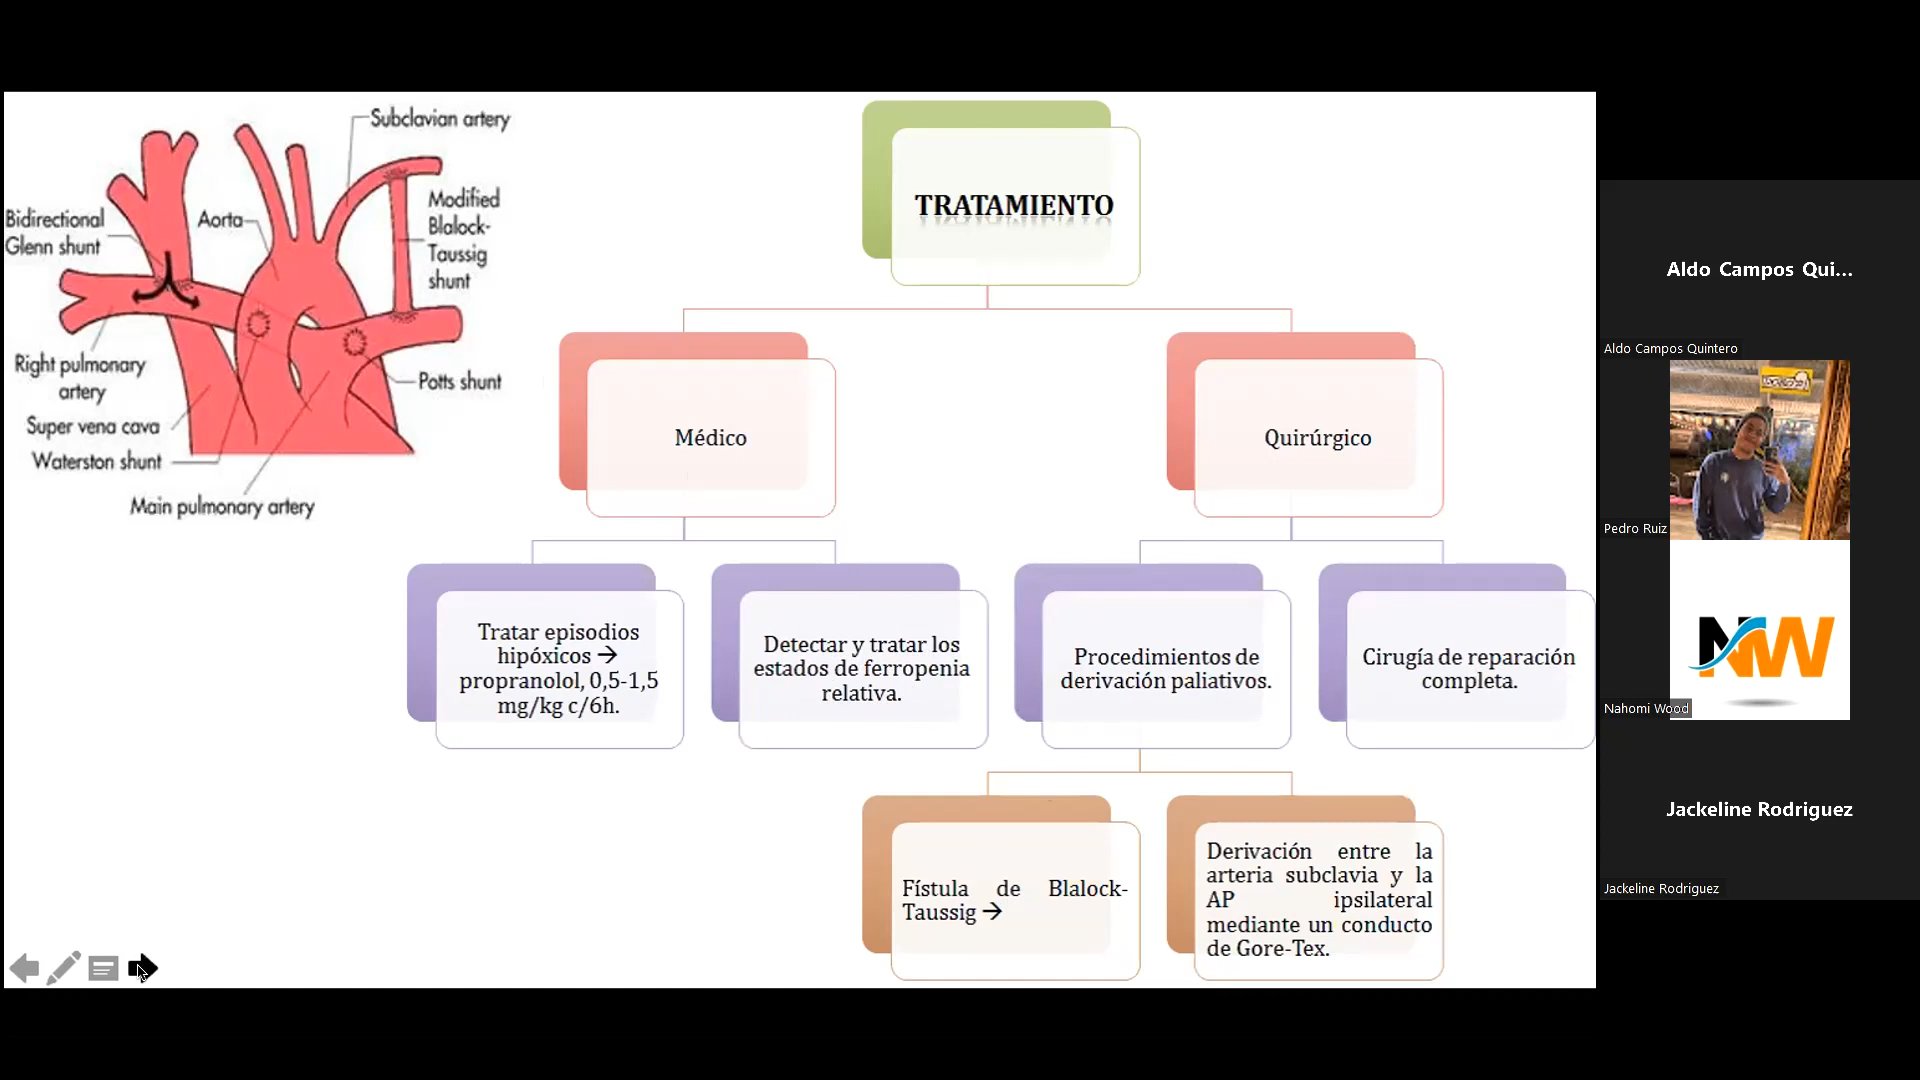 Subclavian artery
Bidirectional
Glenn shunt
Aorta
Modified
Blalock-
Taussig
shunt
Right pulmonary
artery
Potts shunt
Super vena cava
Waterston shunt
Main pulmonary artery
TRATAMIENTO
Médico
Quirúrgico
Tratar episodios
hipóxicos →
propranolol, 0,5-1,5
mg/kg c/6h.
Detectar y tratar los
estados de ferropenia
relativa.
Procedimientos de
derivación paliativos.
Cirugía de reparación
completa.
Fístula de Blalock-
Taussig →
Derivación entre la
arteria subclavia y la
AP ipsilateral
mediante un conducto
de Gore-Tex.
Aldo Campos Qui...
Aldo Campos Quintero
Pedro Ruiz
NW
Nahomi Wood
Jackeline Rodriguez
Jackeline Rodriguez